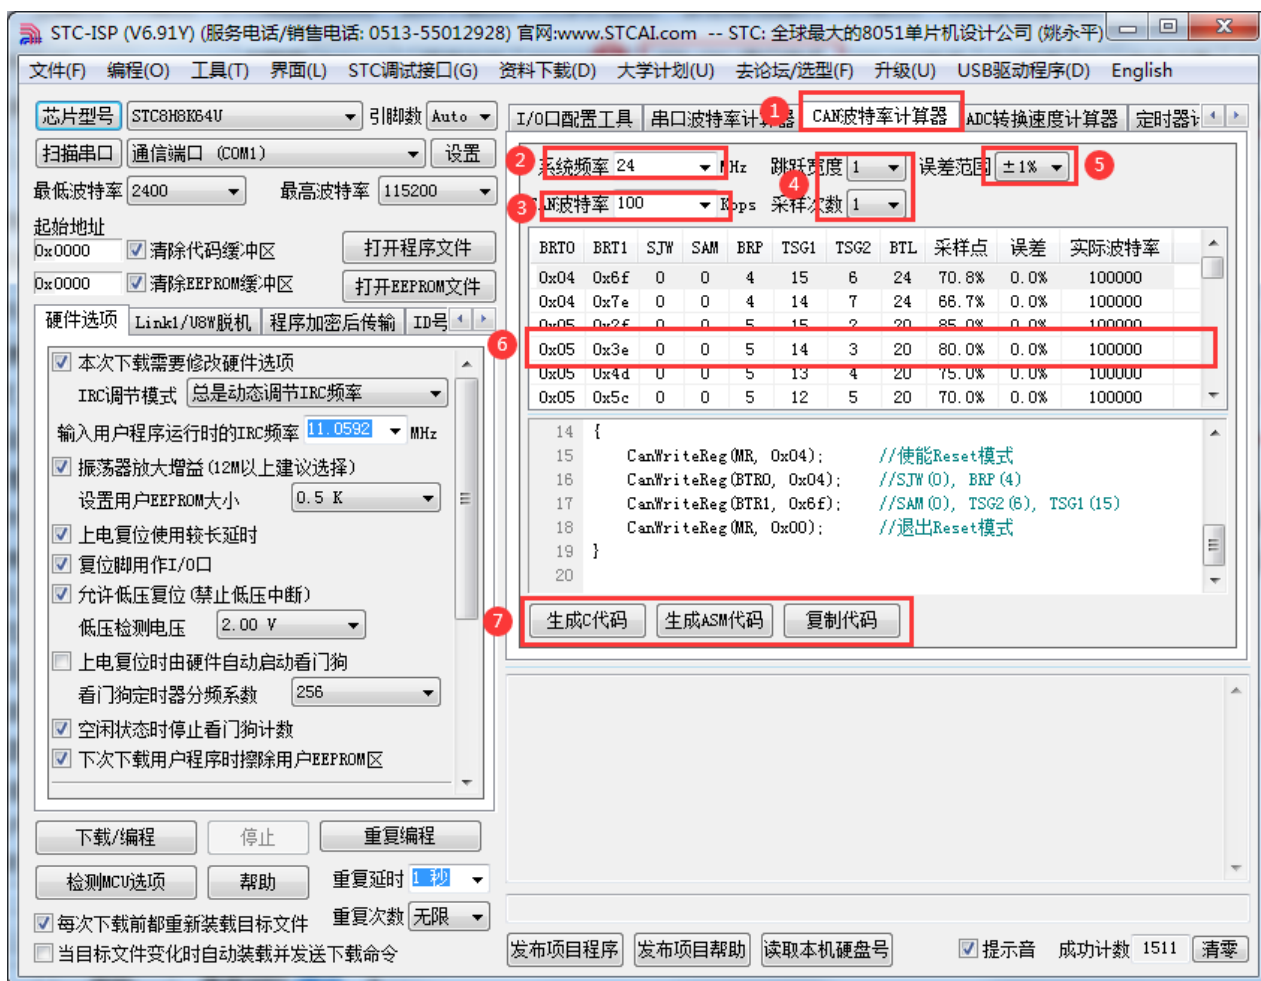 STC-ISP (V6.91Y) (服务电话/销售电话: 0513-55012928) 官网:www.STCAI.com -- STC: 全球最大的8051单片机设计公司 (姚永平)
文件(F) 编程(O) 工具(T) 界面(L) STC调试接口(G) 资料下载(D) 大学计划(U) 去论坛/选型(F) 升级(U) USB驱动程序(D) English
芯片型号 STC8H8K64U 引脚数 Auto
扫描串口 通信端口 (COM1) 设置
最低波特率 2400 最高波特率 115200
起始地址
0x0000 清除代码缓冲区 打开程序文件
0x0000 清除EEPROM缓冲区 打开EEPROM文件
硬件选项 Link1/U8W脱机 程序加密后传输 ID号
本次下载需要修改硬件选项
IRC调节模式 总是动态调节IRC频率
输入用户程序运行时的IRC频率 11.0592 MHz
振荡器放大增益(12M以上建议选择)
设置用户EEPROM大小 0.5 K
上电复位使用较长延时
复位脚用作I/O口
允许低压复位(禁止低压中断)
低压检测电压 2.00 V
上电复位时由硬件自动启动看门狗
看门狗定时器分频系数 256
空闲状态时停止看门狗计数
下次下载用户程序时擦除用户EEPROM区
下载/编程 停止 重复编程
检测MCU选项 帮助 重复延时 1 秒
每次下载前都重新装载目标文件 重复次数 无限
当目标文件变化时自动装载并发送下载命令
I/O口配置工具 串口波特率计算器 1 CAN波特率计算器 ADC转换速度计算器 定时器
2 系统频率 24 MHz 跳跃宽度 1 误差范围 ±1% 5
4
3 CAN波特率 100 Kbps 采样次数 1
BRT0 BRT1 SJW SAM BRP TSG1 TSG2 BTL 采样点 误差 实际波特率
0x04 0x6f 0 0 4 15 6 24 70.8% 0.0% 100000
0x04 0x7e 0 0 4 14 7 24 66.7% 0.0% 100000
0x05 0x2f 0 0 5 15 2 20 85.0% 0.0% 100000
6 0x05 0x3e 0 0 5 14 3 20 80.0% 0.0% 100000
0x05 0x4d 0 0 5 13 4 20 75.0% 0.0% 100000
0x05 0x5c 0 0 5 12 5 20 70.0% 0.0% 100000
14 {
15 CanWriteReg(MR, 0x04); //使能Reset模式
16 CanWriteReg(BTR0, 0x04); //SJW(0), BRP(4)
17 CanWriteReg(BTR1, 0x6f); //SAM(0), TSG2(6), TSG1(15)
18 CanWriteReg(MR, 0x00); //退出Reset模式
19 }
20
7 生成C代码 生成ASM代码 复制代码
发布项目程序 发布项目帮助 读取本机硬盘号 提示音 成功计数 1511 清零